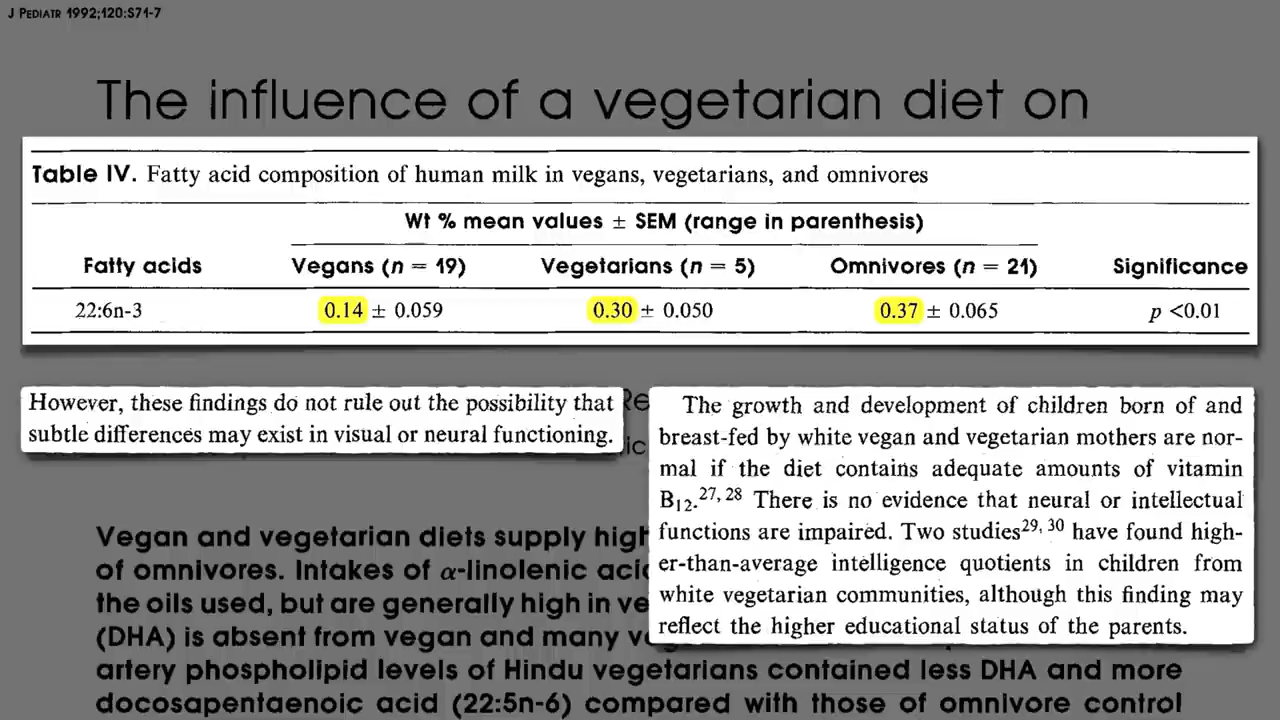 J Pediatr 1992;120:S71-7
The influence of a vegetarian diet on
Table IV. Fatty acid composition of human milk in vegans, vegetarians, and omnivores
Wt % mean values ± SEM (range in parenthesis)
Fatty acids Vegans (n = 19) Vegetarians (n = 5) Omnivores (n = 21) Significance
22:6n-3 0.14 ± 0.059 0.30 ± 0.050 0.37 ± 0.065 p <0.01
However, these findings do not rule out the possibility that
subtle differences may exist in visual or neural functioning.
The growth and development of children born of and
breast-fed by white vegan and vegetarian mothers are nor-
mal if the diet contains adequate amounts of vitamin
B12.27, 28 There is no evidence that neural or intellectual
functions are impaired. Two studies29, 30 have found high-
er-than-average intelligence quotients in children from
white vegetarian communities, although this finding may
reflect the higher educational status of the parents.
Vegan and vegetarian diets supply
of omnivores. Intakes of α-linolenic
the oils used, but are generally high in
(DHA) is absent from vegan and many
artery phospholipid levels of Hindu vegetarians contained less DHA and more
docosapentaenoic acid (22:5n-6) compared with those of omnivore control